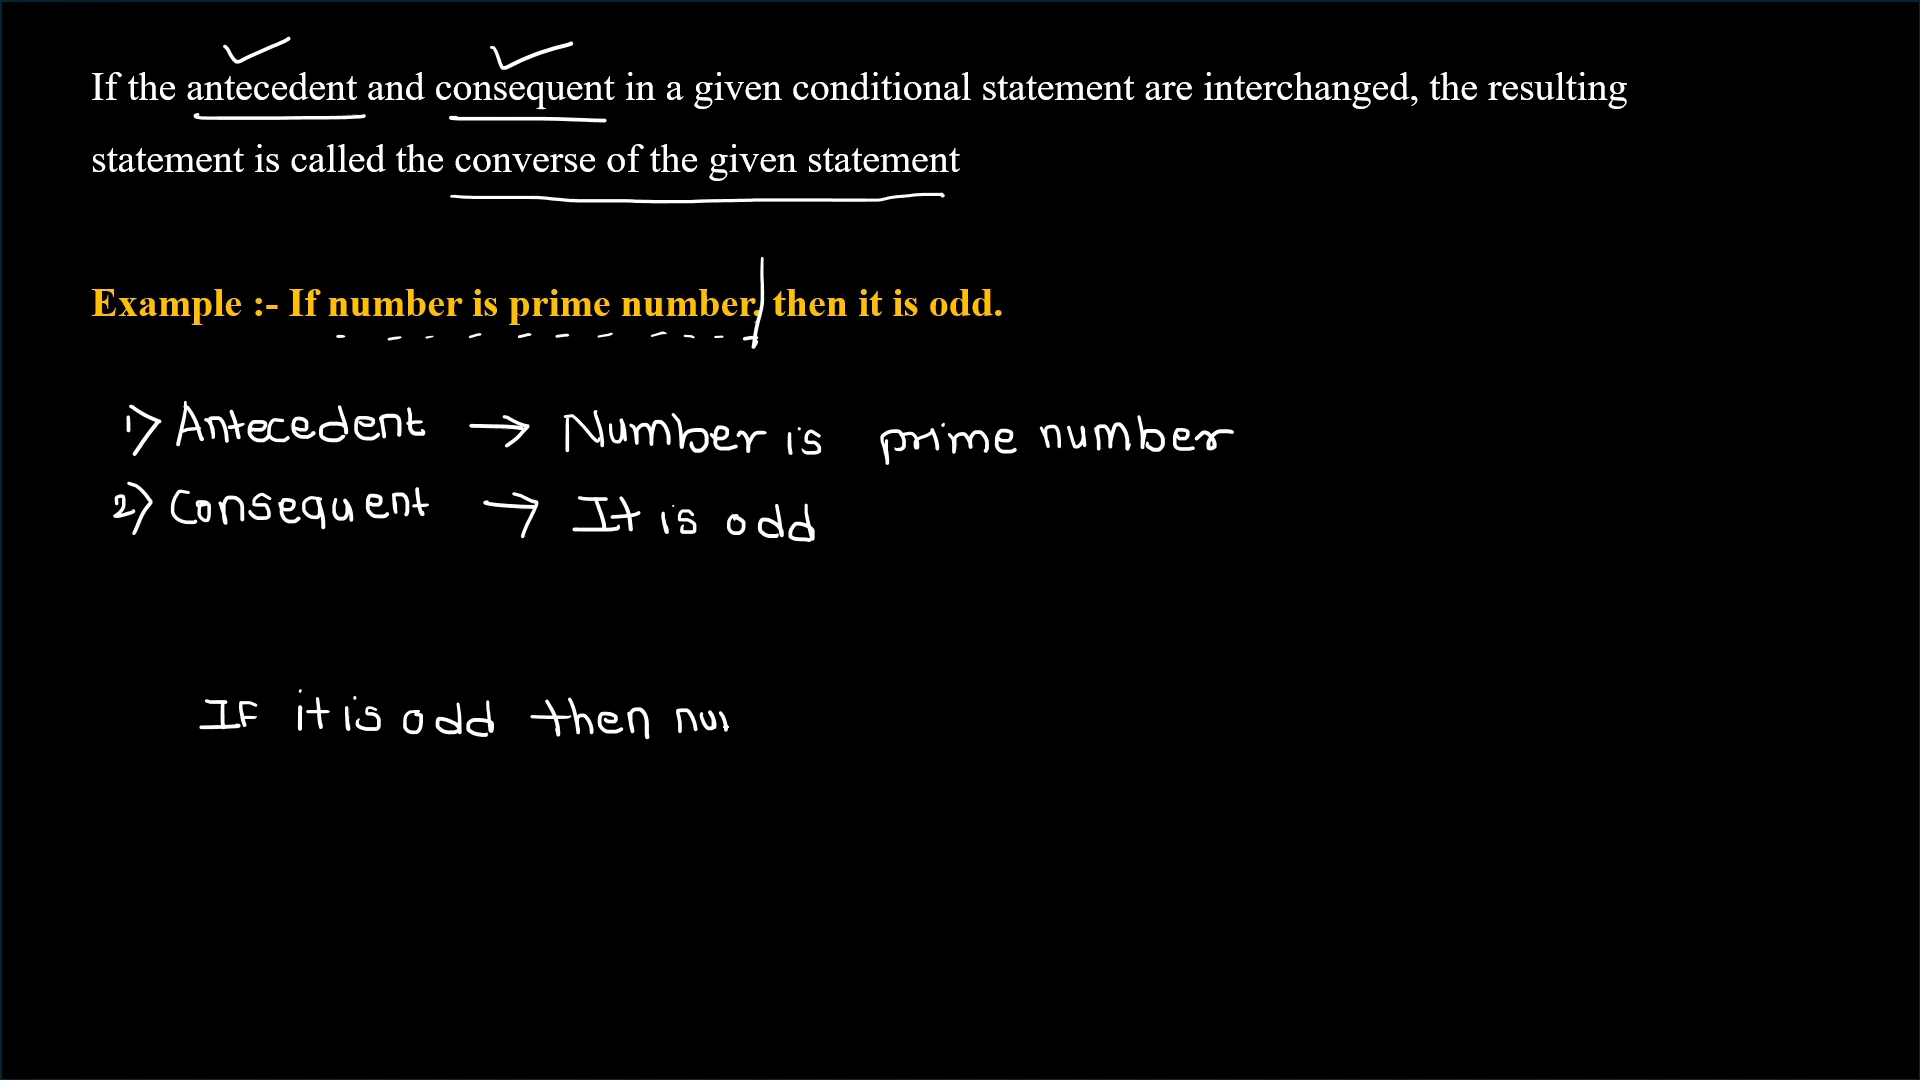 If the antecedent and consequent in a given conditional statement are interchanged, the resulting
statement is called the converse of the given statement
Example :- If number is prime number, then it is odd.
1) Antecedent → Number is prime number
2) Consequent → It is odd
IF it is odd then nu